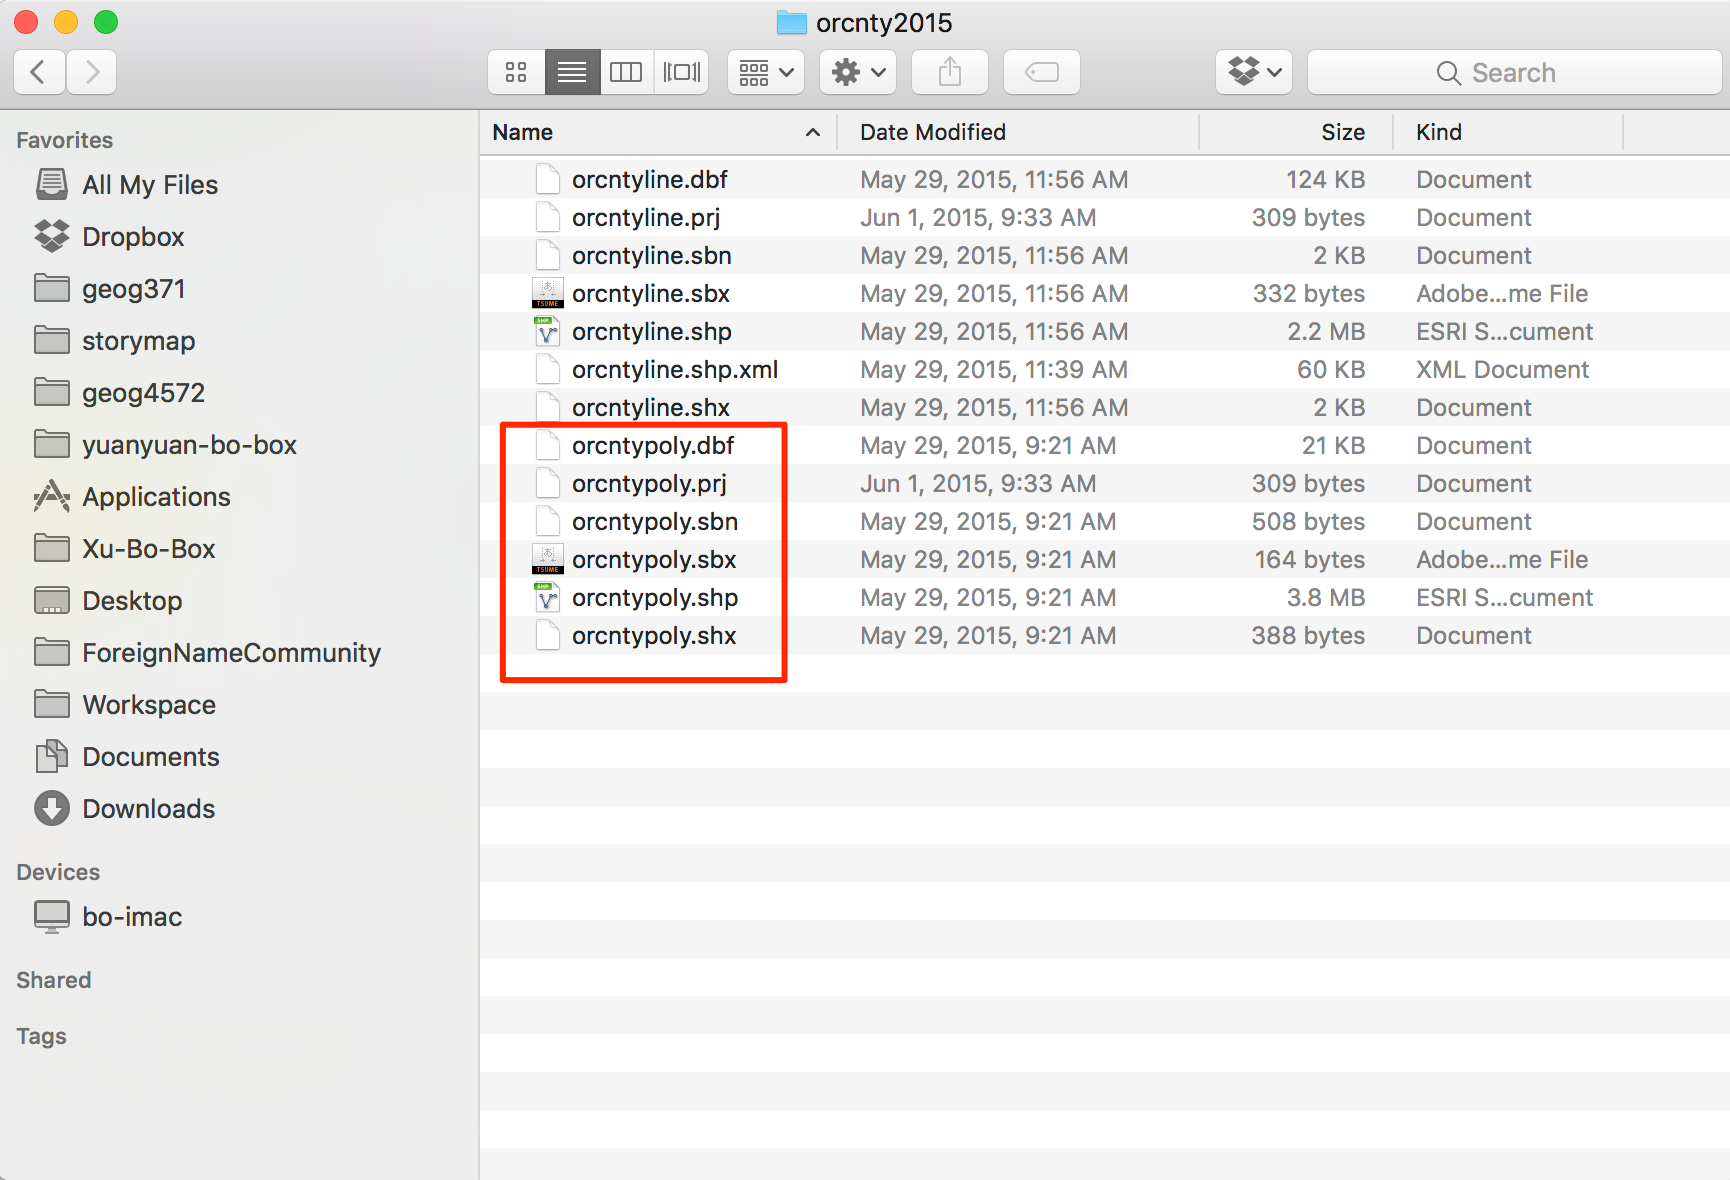 orcnty2015
Search
Favorites
All My Files
Dropbox
geog371
storymap
geog4572
yuanyuan-bo-box
Applications
Xu-Bo-Box
Desktop
ForeignNameCommunity
Workspace
Documents
Downloads
Devices
bo-imac
Shared
Tags
Name Date Modified Size Kind
orcntyline.dbf May 29, 2015, 11:56 AM 124 KB Document
orcntyline.prj Jun 1, 2015, 9:33 AM 309 bytes Document
orcntyline.sbn May 29, 2015, 11:56 AM 2 KB Document
あ TSUME orcntyline.sbx May 29, 2015, 11:56 AM 332 bytes Adobe...me File
SHP orcntyline.shp May 29, 2015, 11:56 AM 2.2 MB ESRI S...cument
orcntyline.shp.xml May 29, 2015, 11:39 AM 60 KB XML Document
orcntyline.shx May 29, 2015, 11:56 AM 2 KB Document
orcntypoly.dbf May 29, 2015, 9:21 AM 21 KB Document
orcntypoly.prj Jun 1, 2015, 9:33 AM 309 bytes Document
orcntypoly.sbn May 29, 2015, 9:21 AM 508 bytes Document
あ TSUME orcntypoly.sbx May 29, 2015, 9:21 AM 164 bytes Adobe...me File
SHP orcntypoly.shp May 29, 2015, 9:21 AM 3.8 MB ESRI S...cument
orcntypoly.shx May 29, 2015, 9:21 AM 388 bytes Document